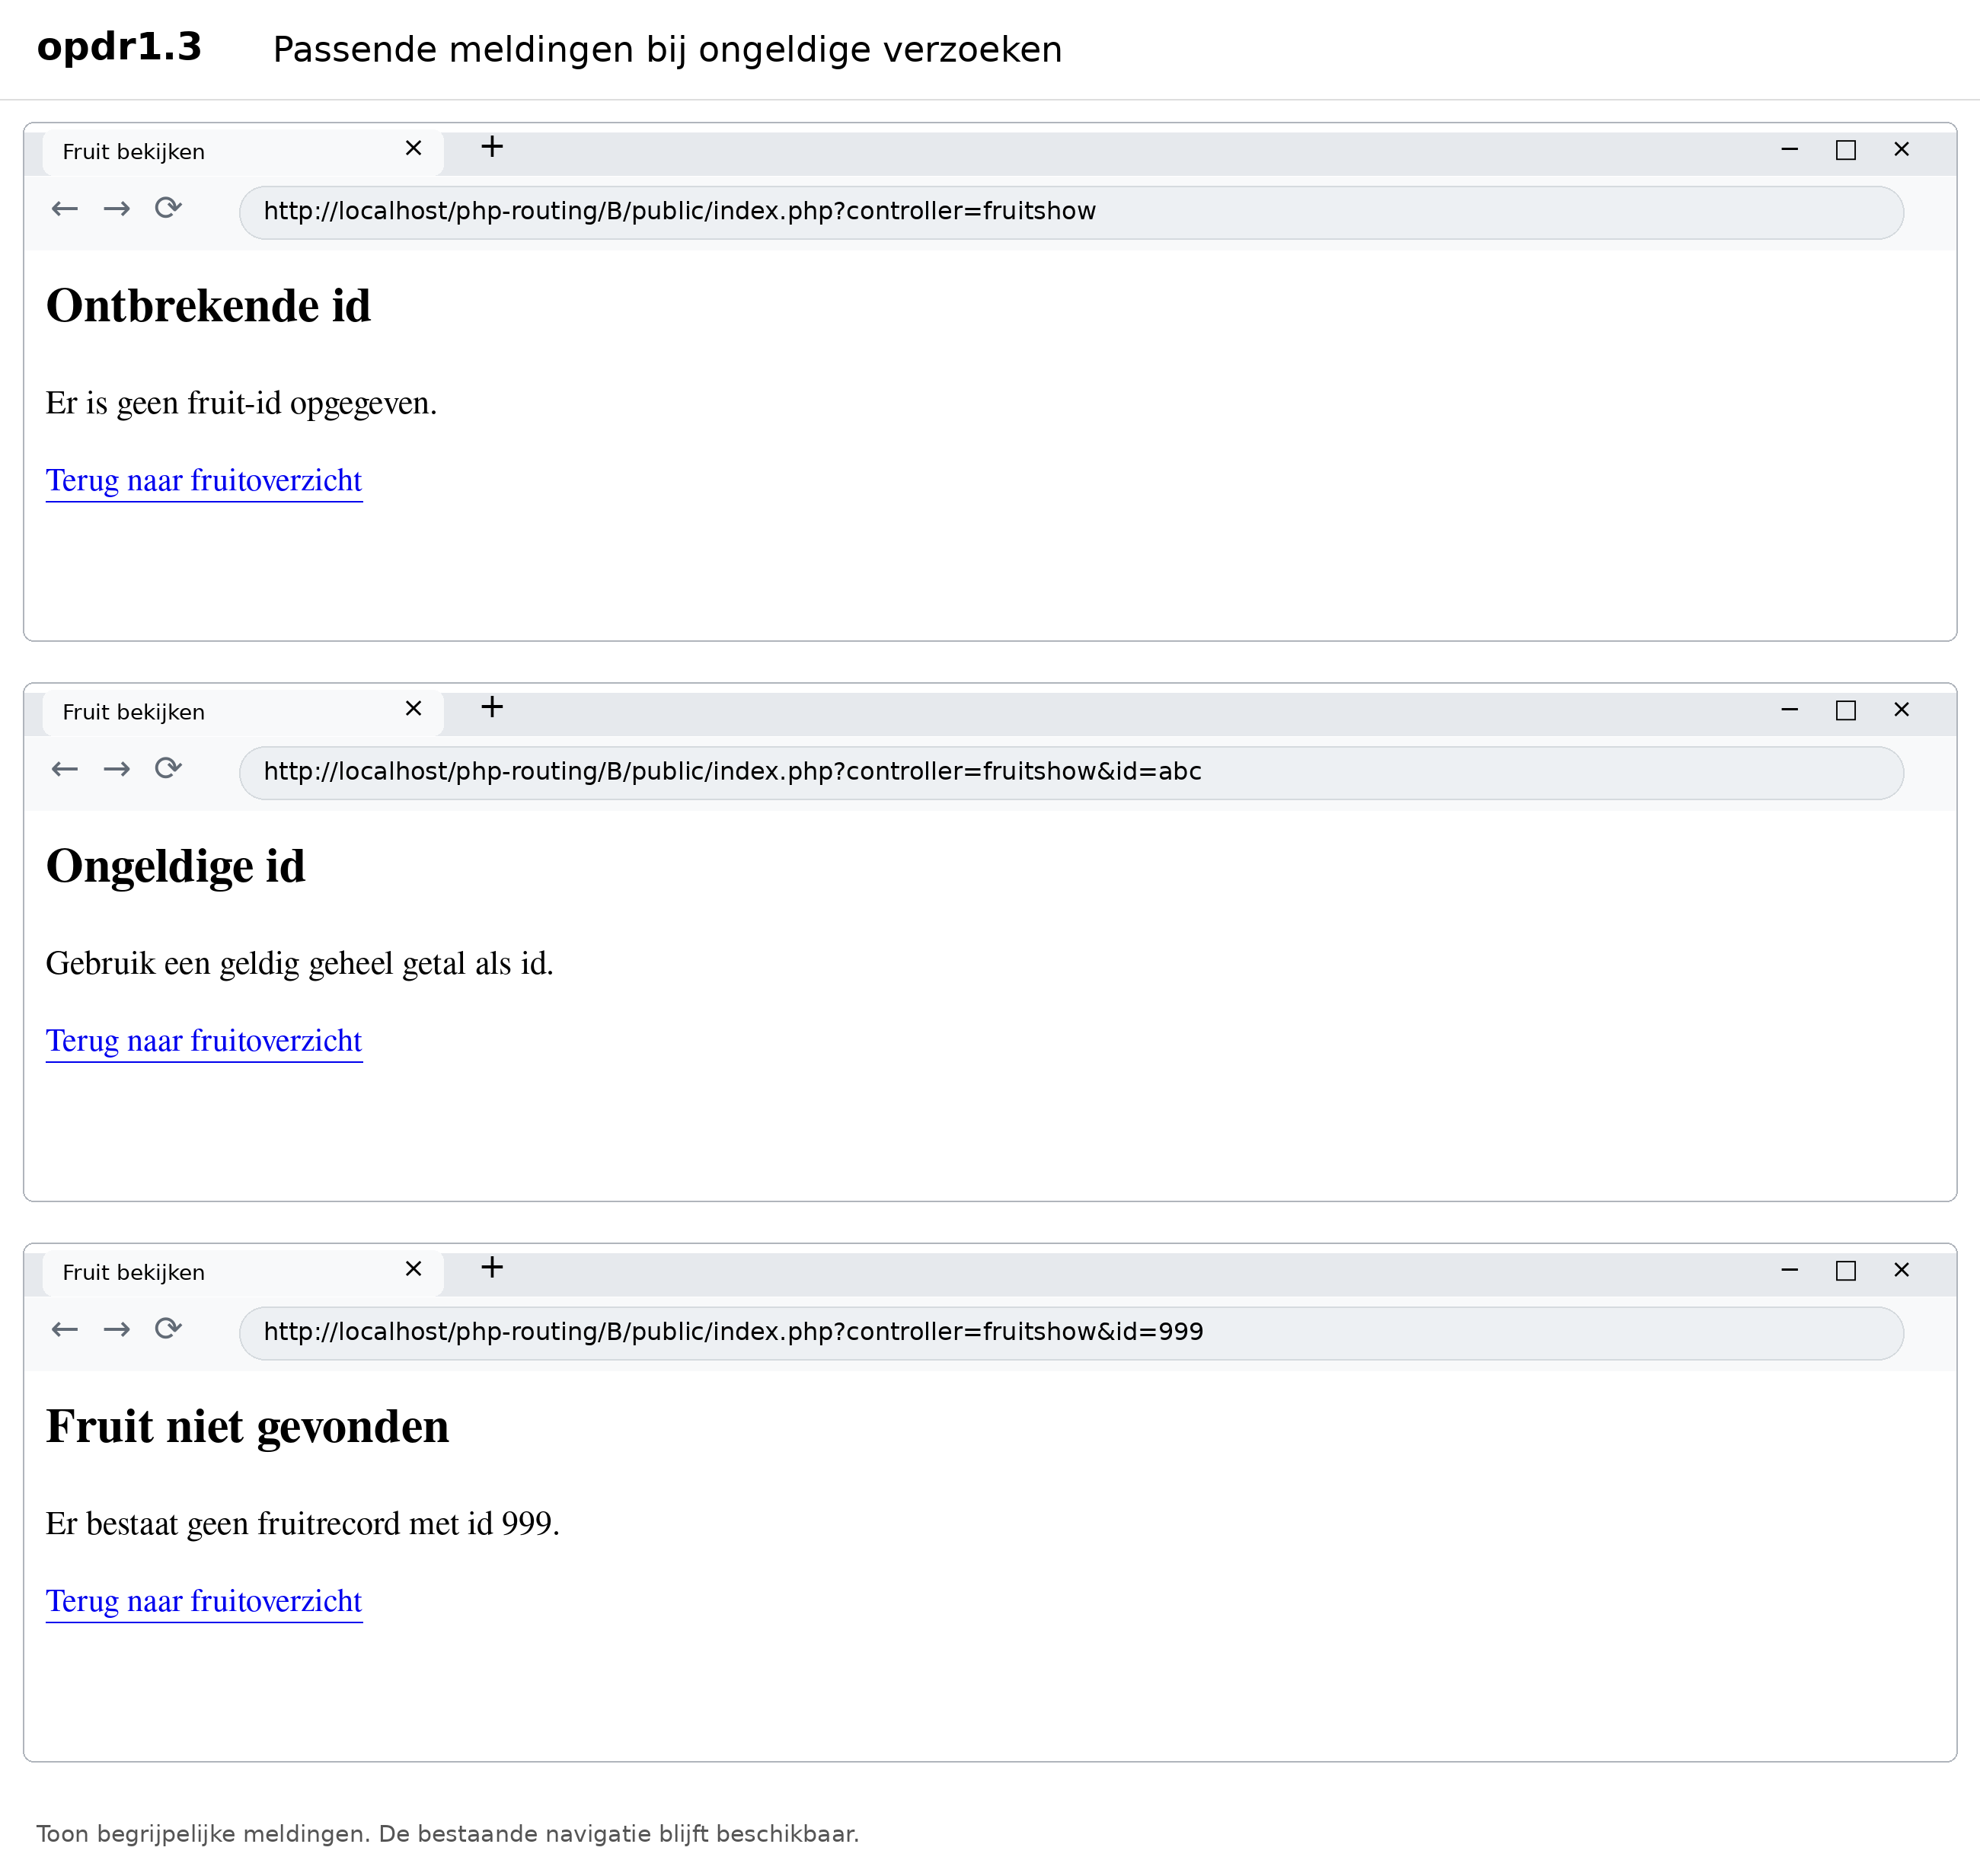 opdr1.3 Passende meldingen bij ongeldige verzoeken
Fruit bekijken × + − □ ×
← → ⟳ http://localhost/php-routing/B/public/index.php?controller=fruitshow
Ontbrekende id
Er is geen fruit-id opgegeven.
Terug naar fruitoverzicht
Fruit bekijken × + − □ ×
← → ⟳ http://localhost/php-routing/B/public/index.php?controller=fruitshow&id=abc
Ongeldige id
Gebruik een geldig geheel getal als id.
Terug naar fruitoverzicht
Fruit bekijken × + − □ ×
← → ⟳ http://localhost/php-routing/B/public/index.php?controller=fruitshow&id=999
Fruit niet gevonden
Er bestaat geen fruitrecord met id 999.
Terug naar fruitoverzicht
Toon begrijpelijke meldingen. De bestaande navigatie blijft beschikbaar.